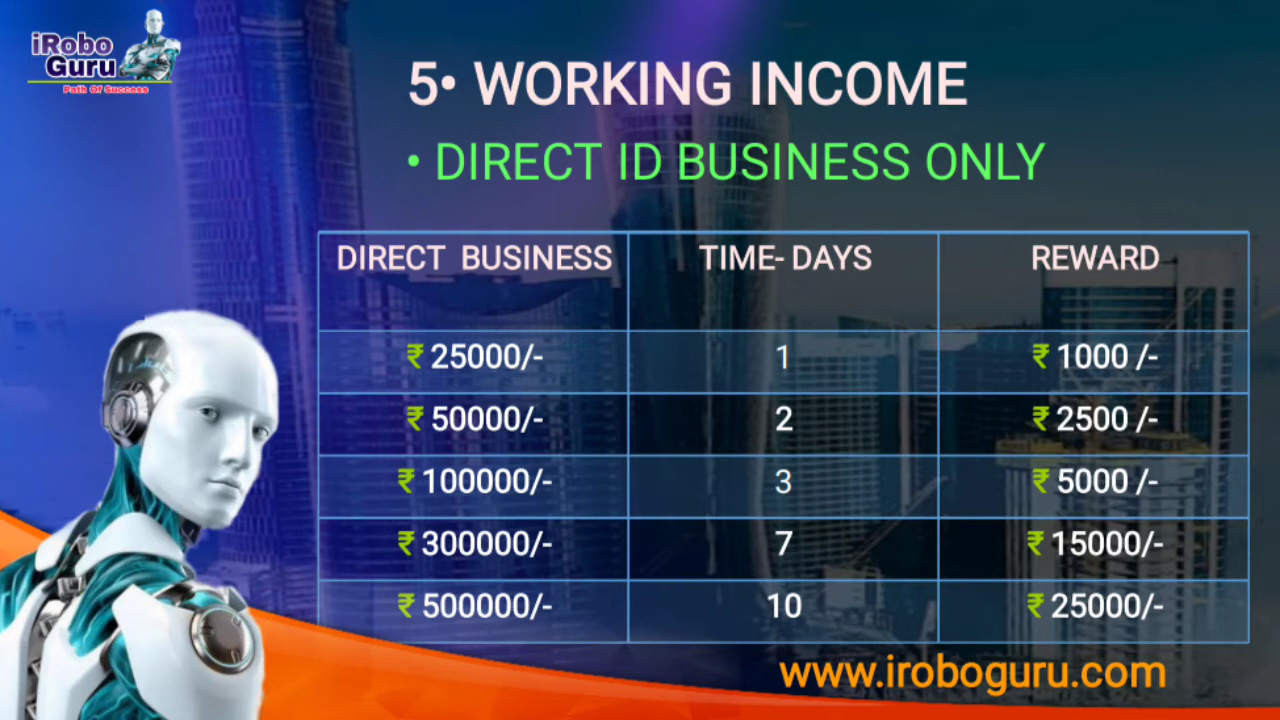 iRobo
Guru
Path Of Success
5• WORKING INCOME
• DIRECT ID BUSINESS ONLY
DIRECT BUSINESS TIME- DAYS REWARD
₹ 25000/- 1 ₹ 1000 /-
₹ 50000/- 2 ₹ 2500 /-
₹ 100000/- 3 ₹ 5000 /-
₹ 300000/- 7 ₹ 15000/-
₹ 500000/- 10 ₹ 25000/-
www.iroboguru.com